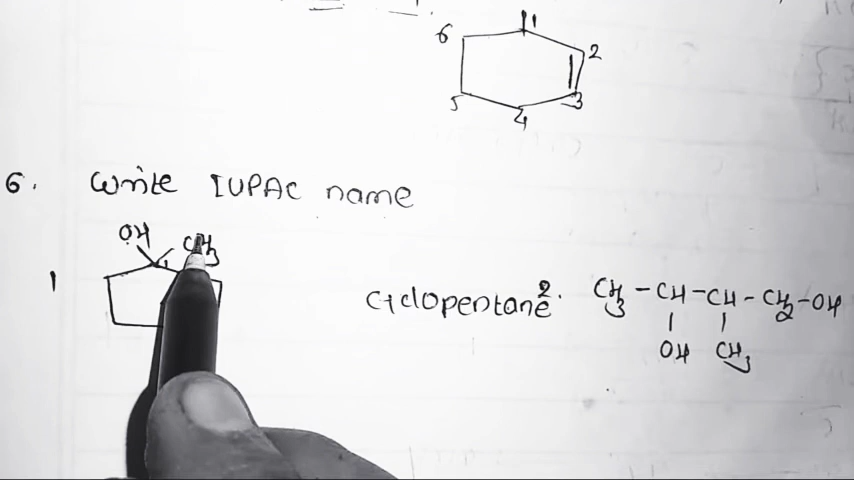 1
6
2
5
3
4
6. Write IUPAC name
OH CH3
1
1 Cyclopentane 2. CH3 - CH - CH - CH2 - OH
OH CH3